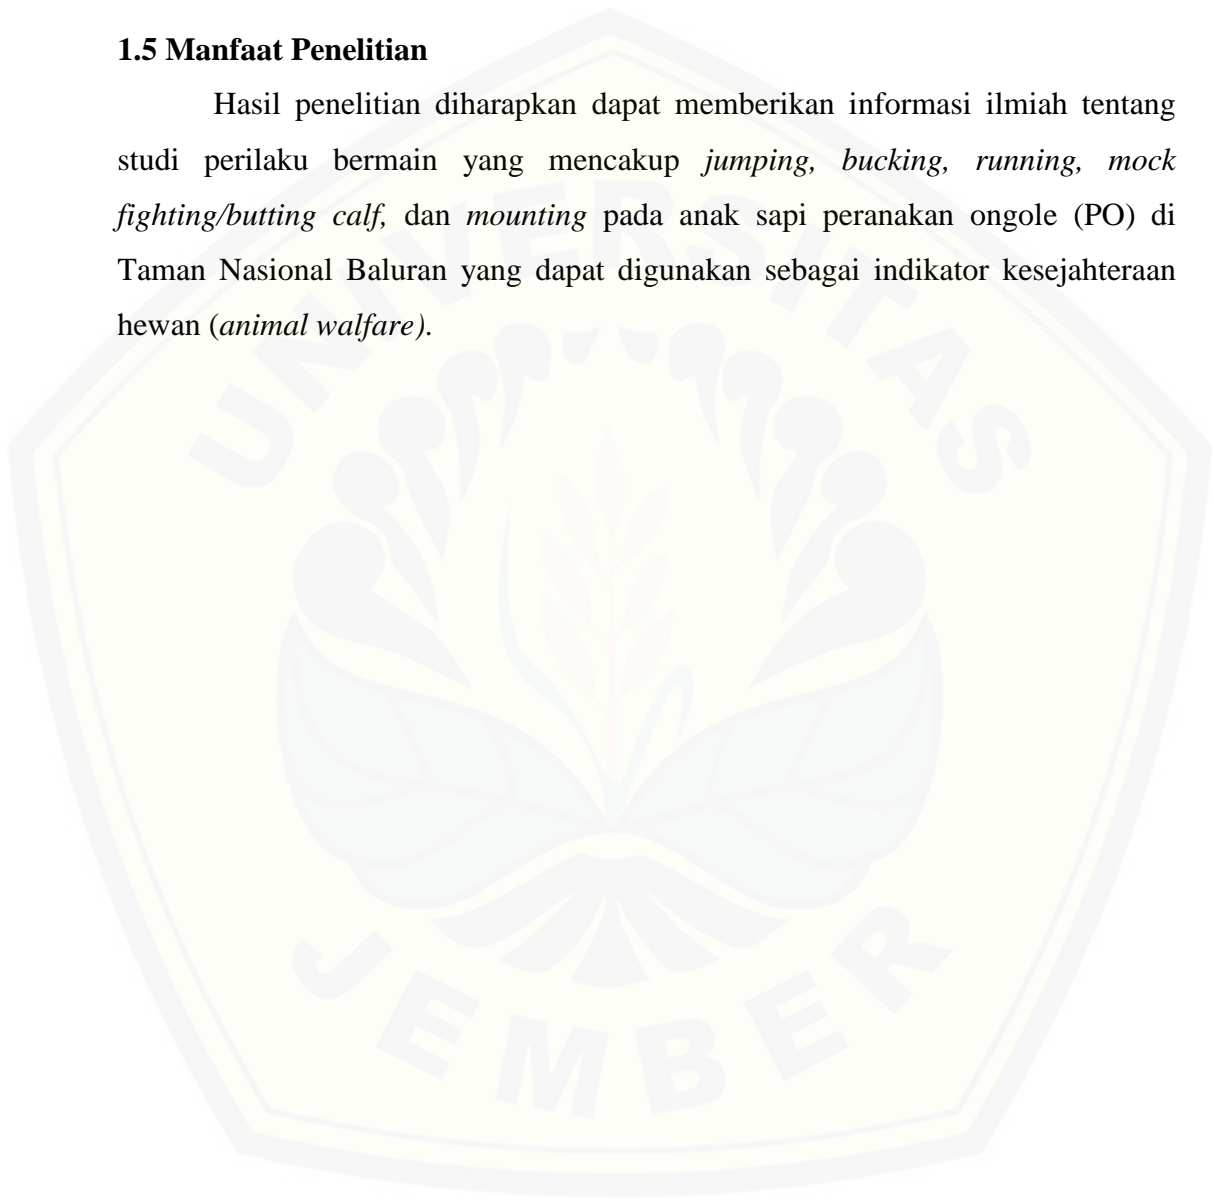 1.5 Manfaat Penelitian
Hasil penelitian diharapkan dapat memberikan informasi ilmiah tentang
studi perilaku bermain yang mencakup jumping, bucking, running, mock
fighting/butting calf, dan mounting pada anak sapi peranakan ongole (PO) di
Taman Nasional Baluran yang dapat digunakan sebagai indikator kesejahteraan
hewan (animal walfare).
UNIVERSITAS
JEMBER